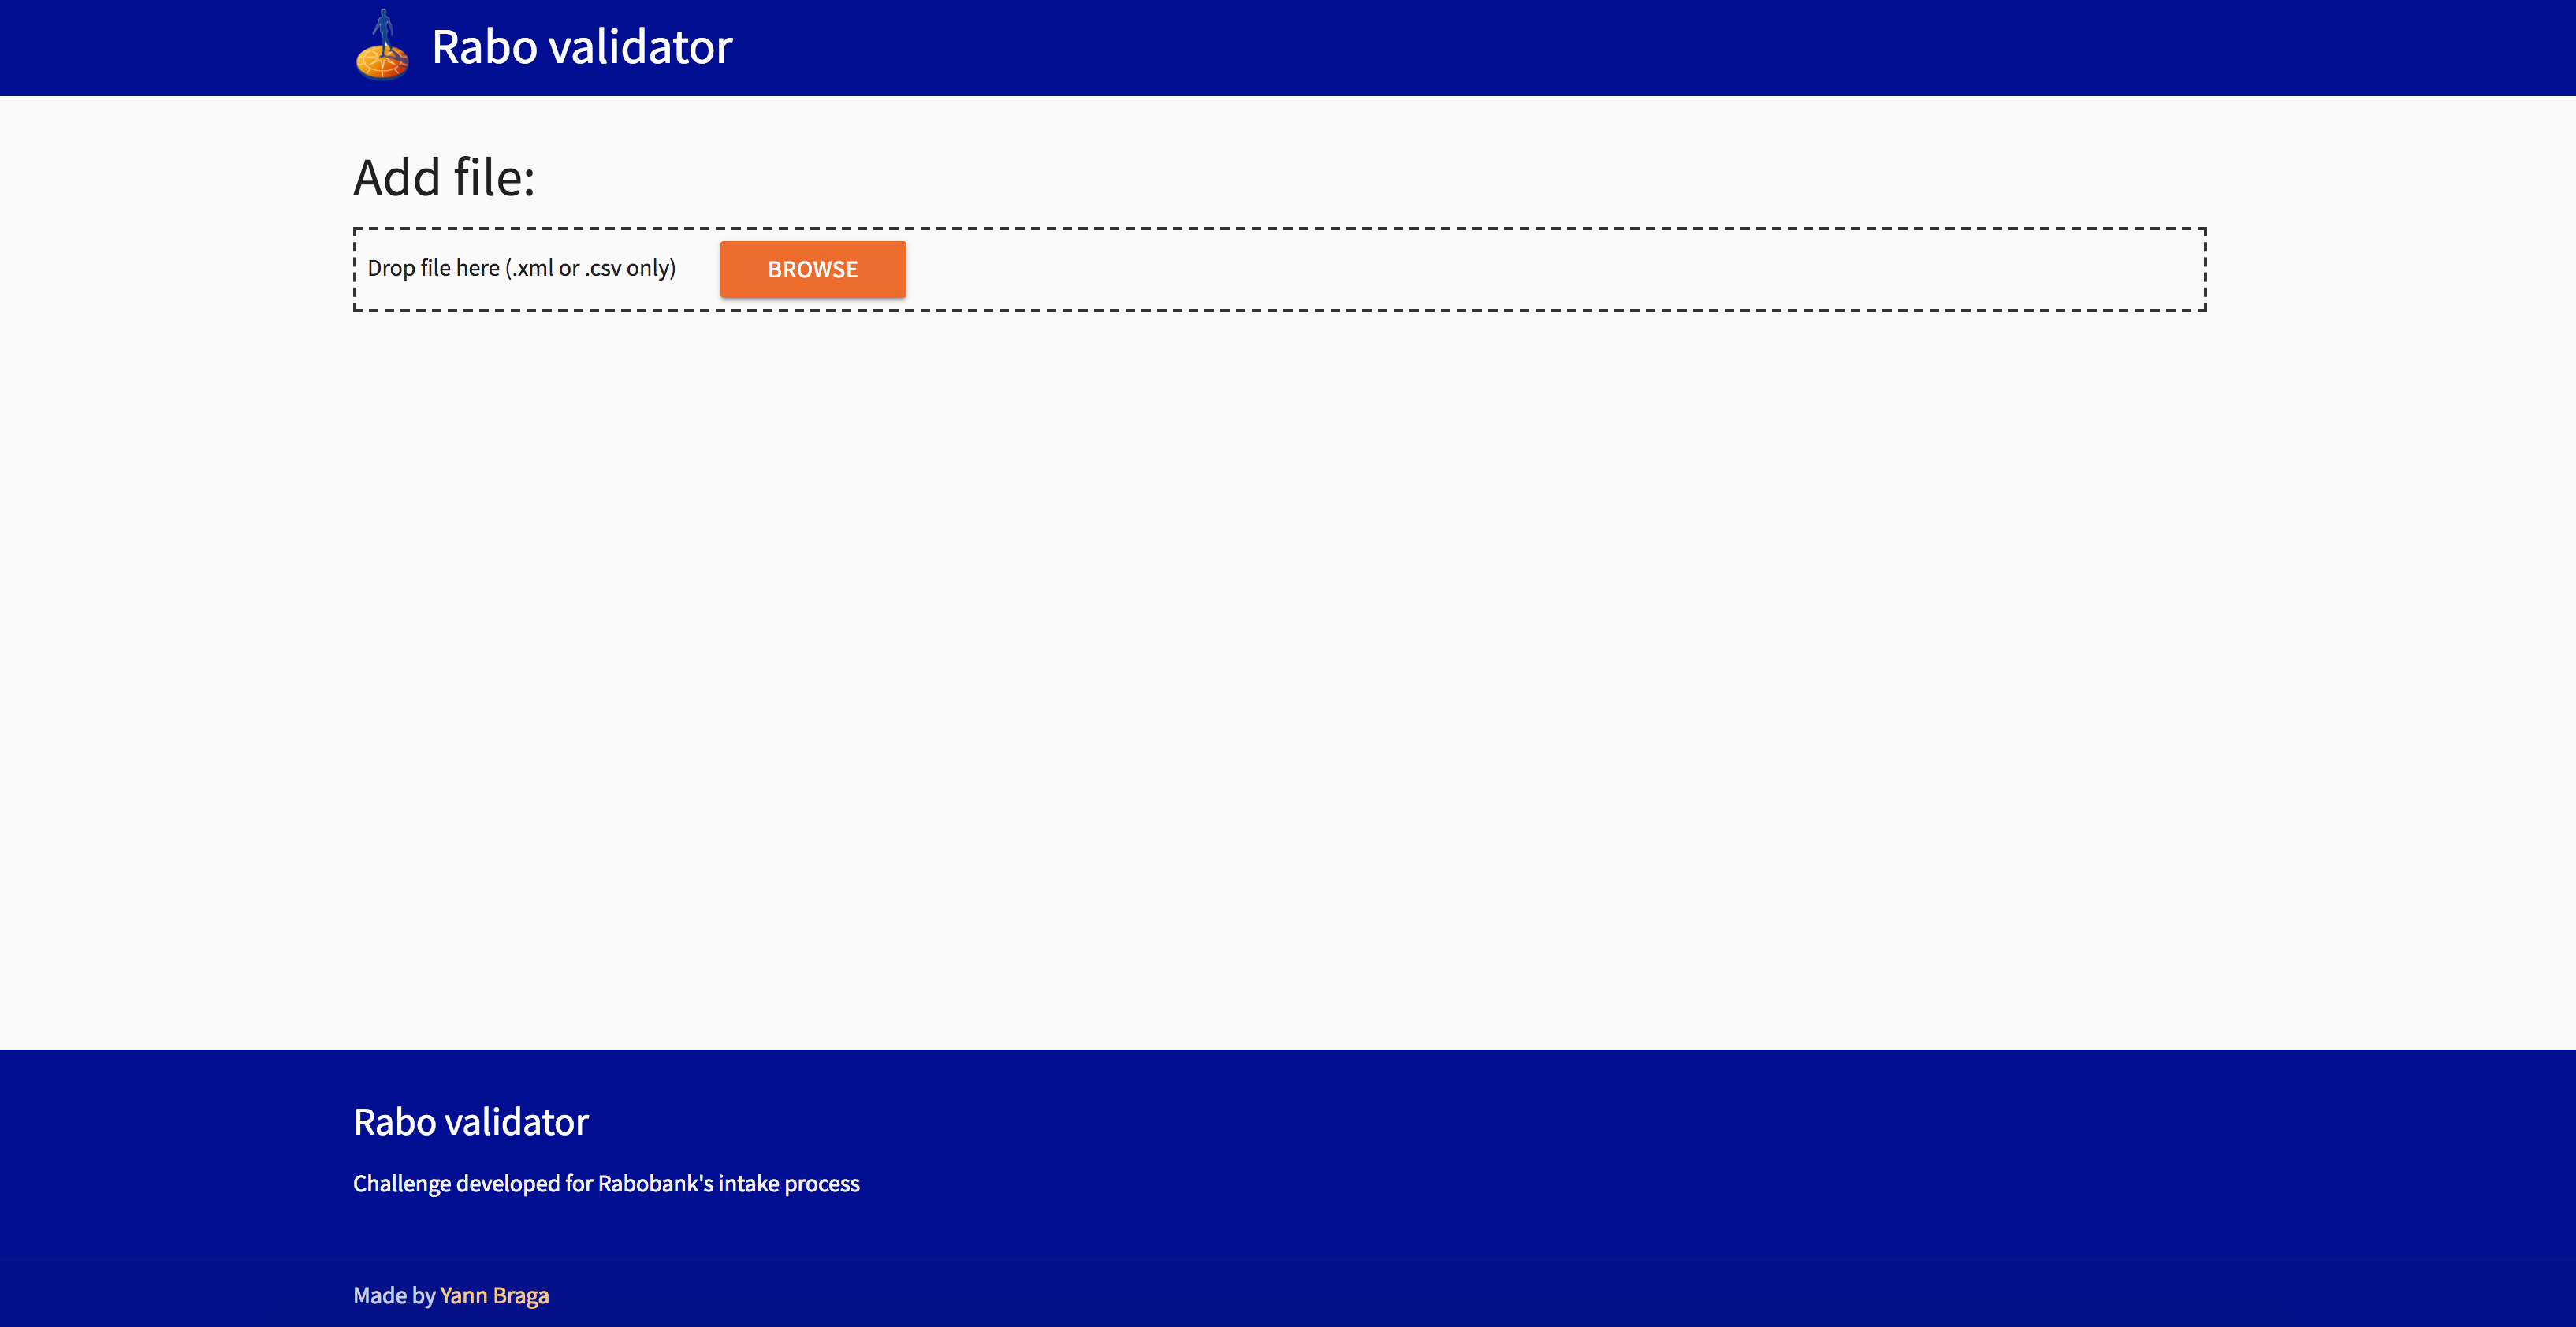 Rabo validator
Add file:
Drop file here (.xml or .csv only)
BROWSE
Rabo validator
Challenge developed for Rabobank's intake process
Made by Yann Braga